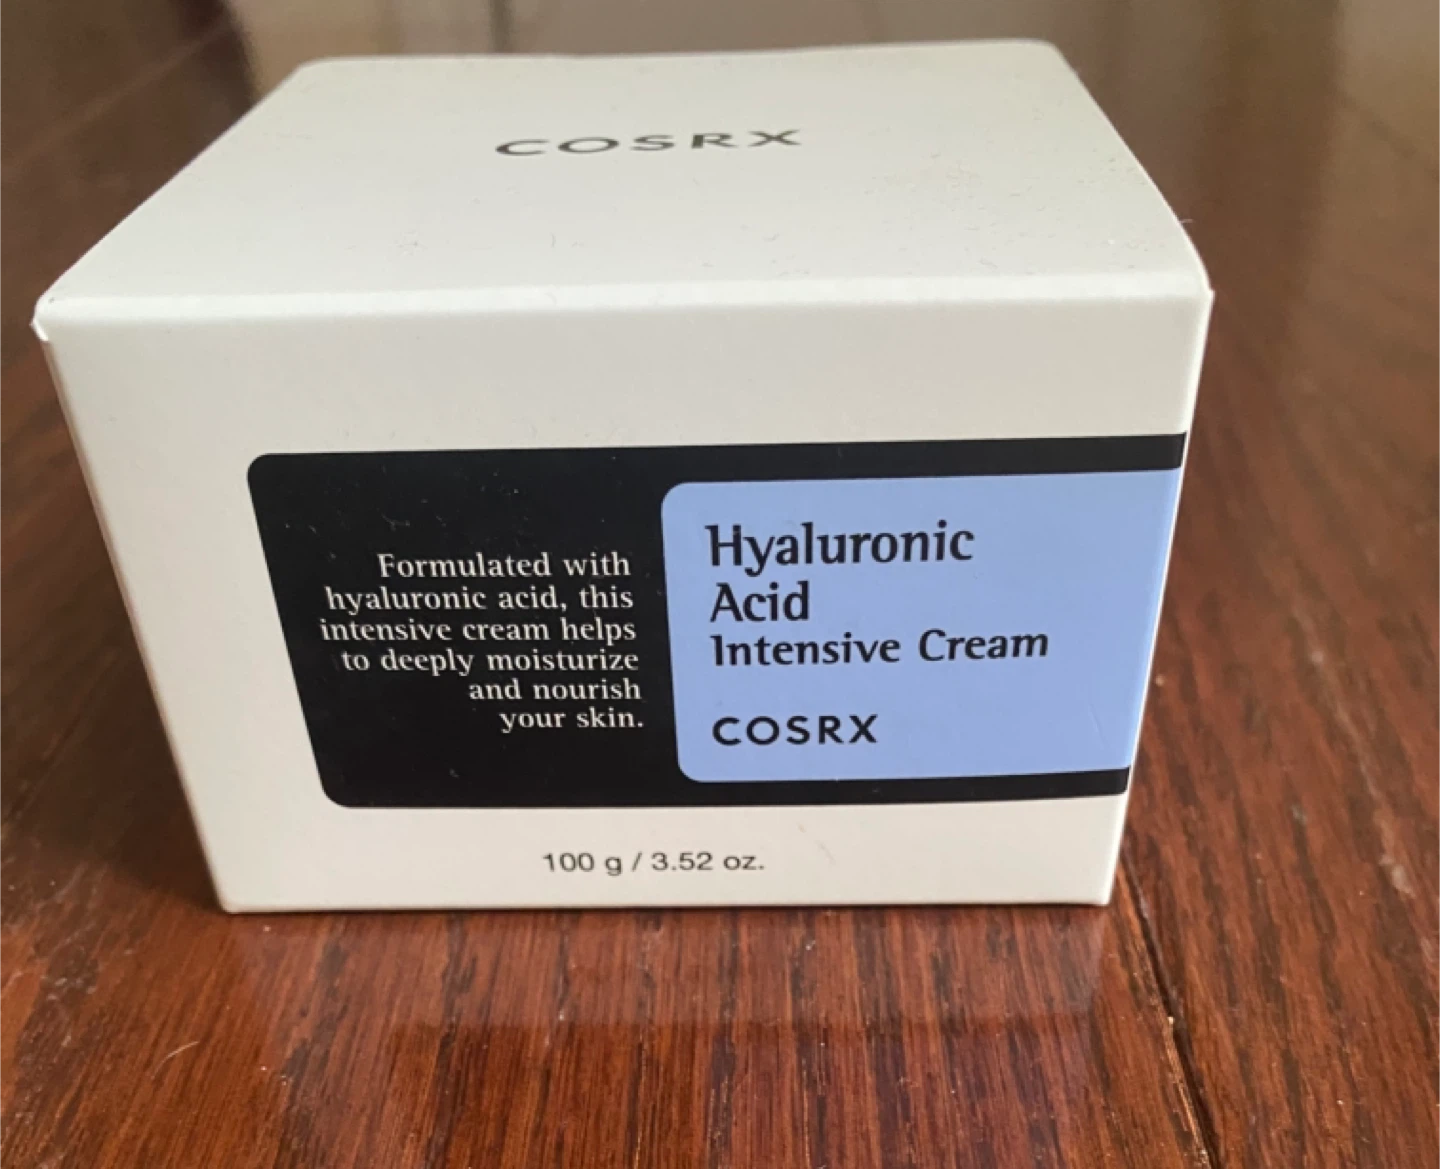 COSRX
Formulated with
hyaluronic acid, this
intensive cream helps
to deeply moisturize
and nourish
your skin.
Hyaluronic
Acid
Intensive Cream
COSRX
100 g / 3.52 oz.